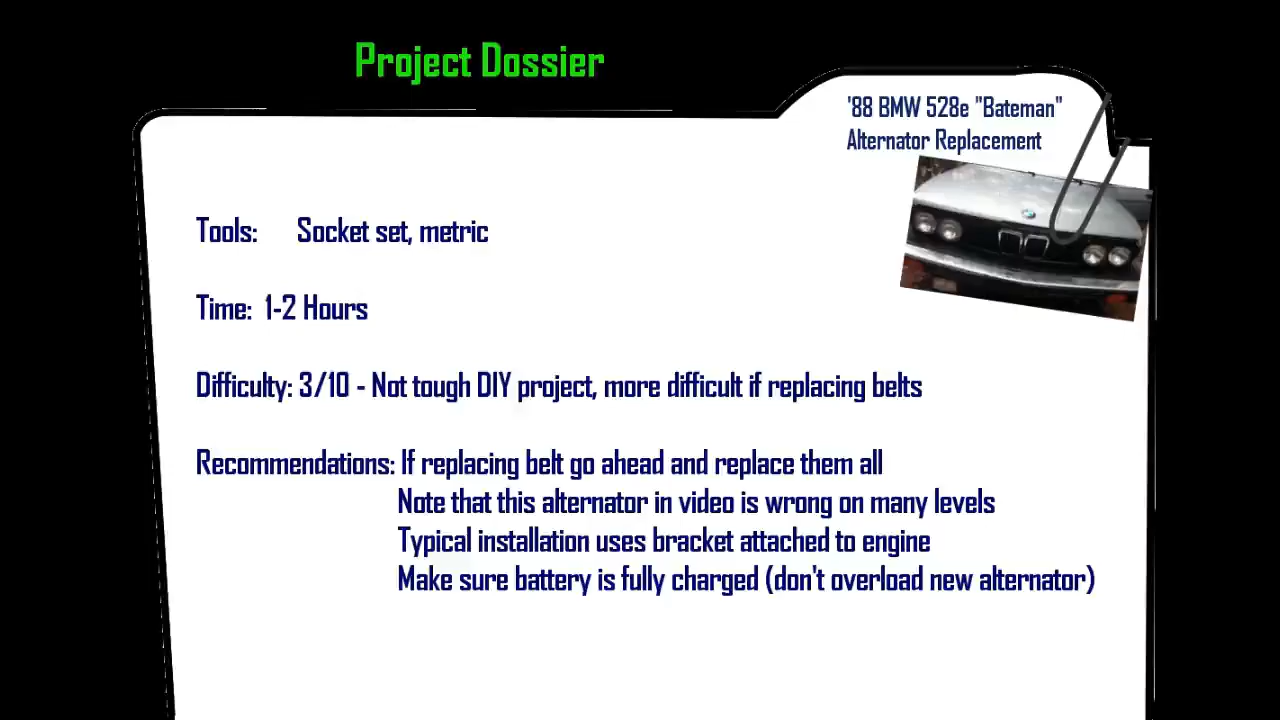 Project Dossier
'88 BMW 528e "Bateman"
Alternator Replacement
Tools: Socket set, metric
Time: 1-2 Hours
Difficulty: 3/10 - Not tough DIY project, more difficult if replacing belts
Recommendations: If replacing belt go ahead and replace them all
Note that this alternator in video is wrong on many levels
Typical installation uses bracket attached to engine
Make sure battery is fully charged (don't overload new alternator)